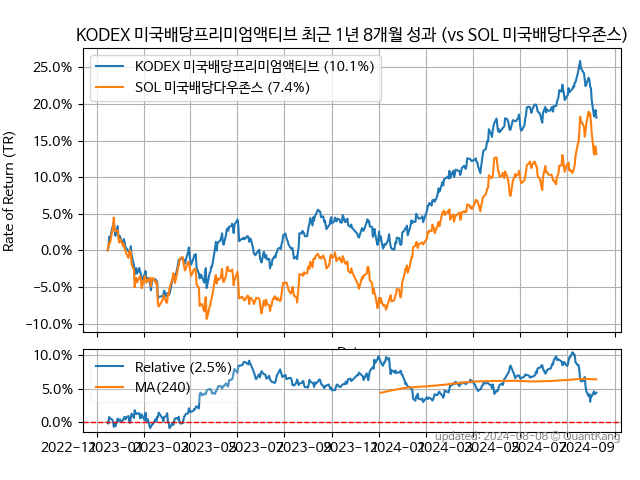 KODEX 미국배당프리미엄액티브 최근 1년 8개월 성과 (vs SOL 미국배당다우존스)
KODEX 미국배당프리미엄액티브 (10.1%)
SOL 미국배당다우존스 (7.4%)
Rate of Return (TR)
25.0%
20.0%
15.0%
10.0%
5.0%
0.0%
−5.0%
−10.0%
Relative (2.5%)
MA(240)
10.0%
5.0%
0.0%
updated: 2024-08-08 © QuantKang
2022-11 2023-01 2023-03 2023-05 2023-07 2023-09 2023-11 2024-01 2024-03 2024-05 2024-07 2024-09